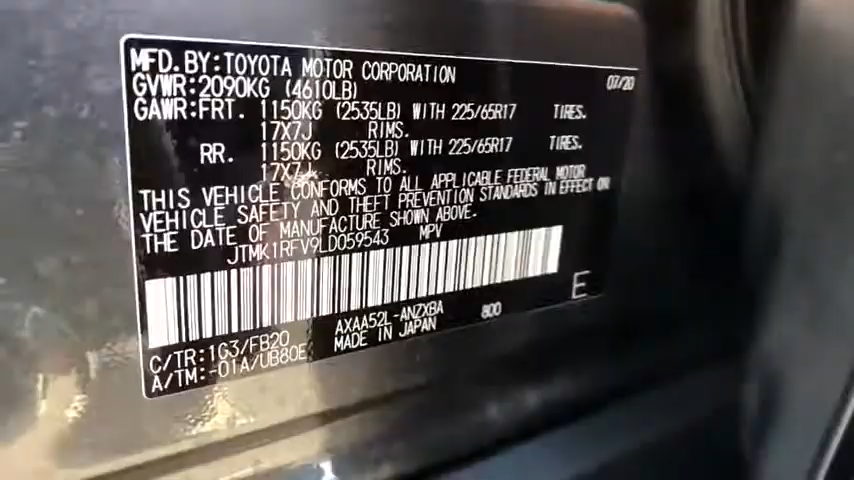 MFD. BY: TOYOTA MOTOR CORPORATION 07/20
GVWR: 2090KG (4610LB)
GAWR: FRT. 1150KG (2535LB) WITH 225/65R17 TIRES.
17X7J RIMS.
RR. 1150KG (2535LB) WITH 225/65R17 TIRES.
17X7J RIMS.
THIS VEHICLE CONFORMS TO ALL APPLICABLE FEDERAL MOTOR
VEHICLE SAFETY AND THEFT PREVENTION STANDARDS IN EFFECT ON
THE DATE OF MANUFACTURE SHOWN ABOVE.
JTMK1RFV9LD059543 MPV
E
C/TR: 1G3/FB20 AXAA52L-ANZXBA 800
A/TM: -01A/UB80E MADE IN JAPAN